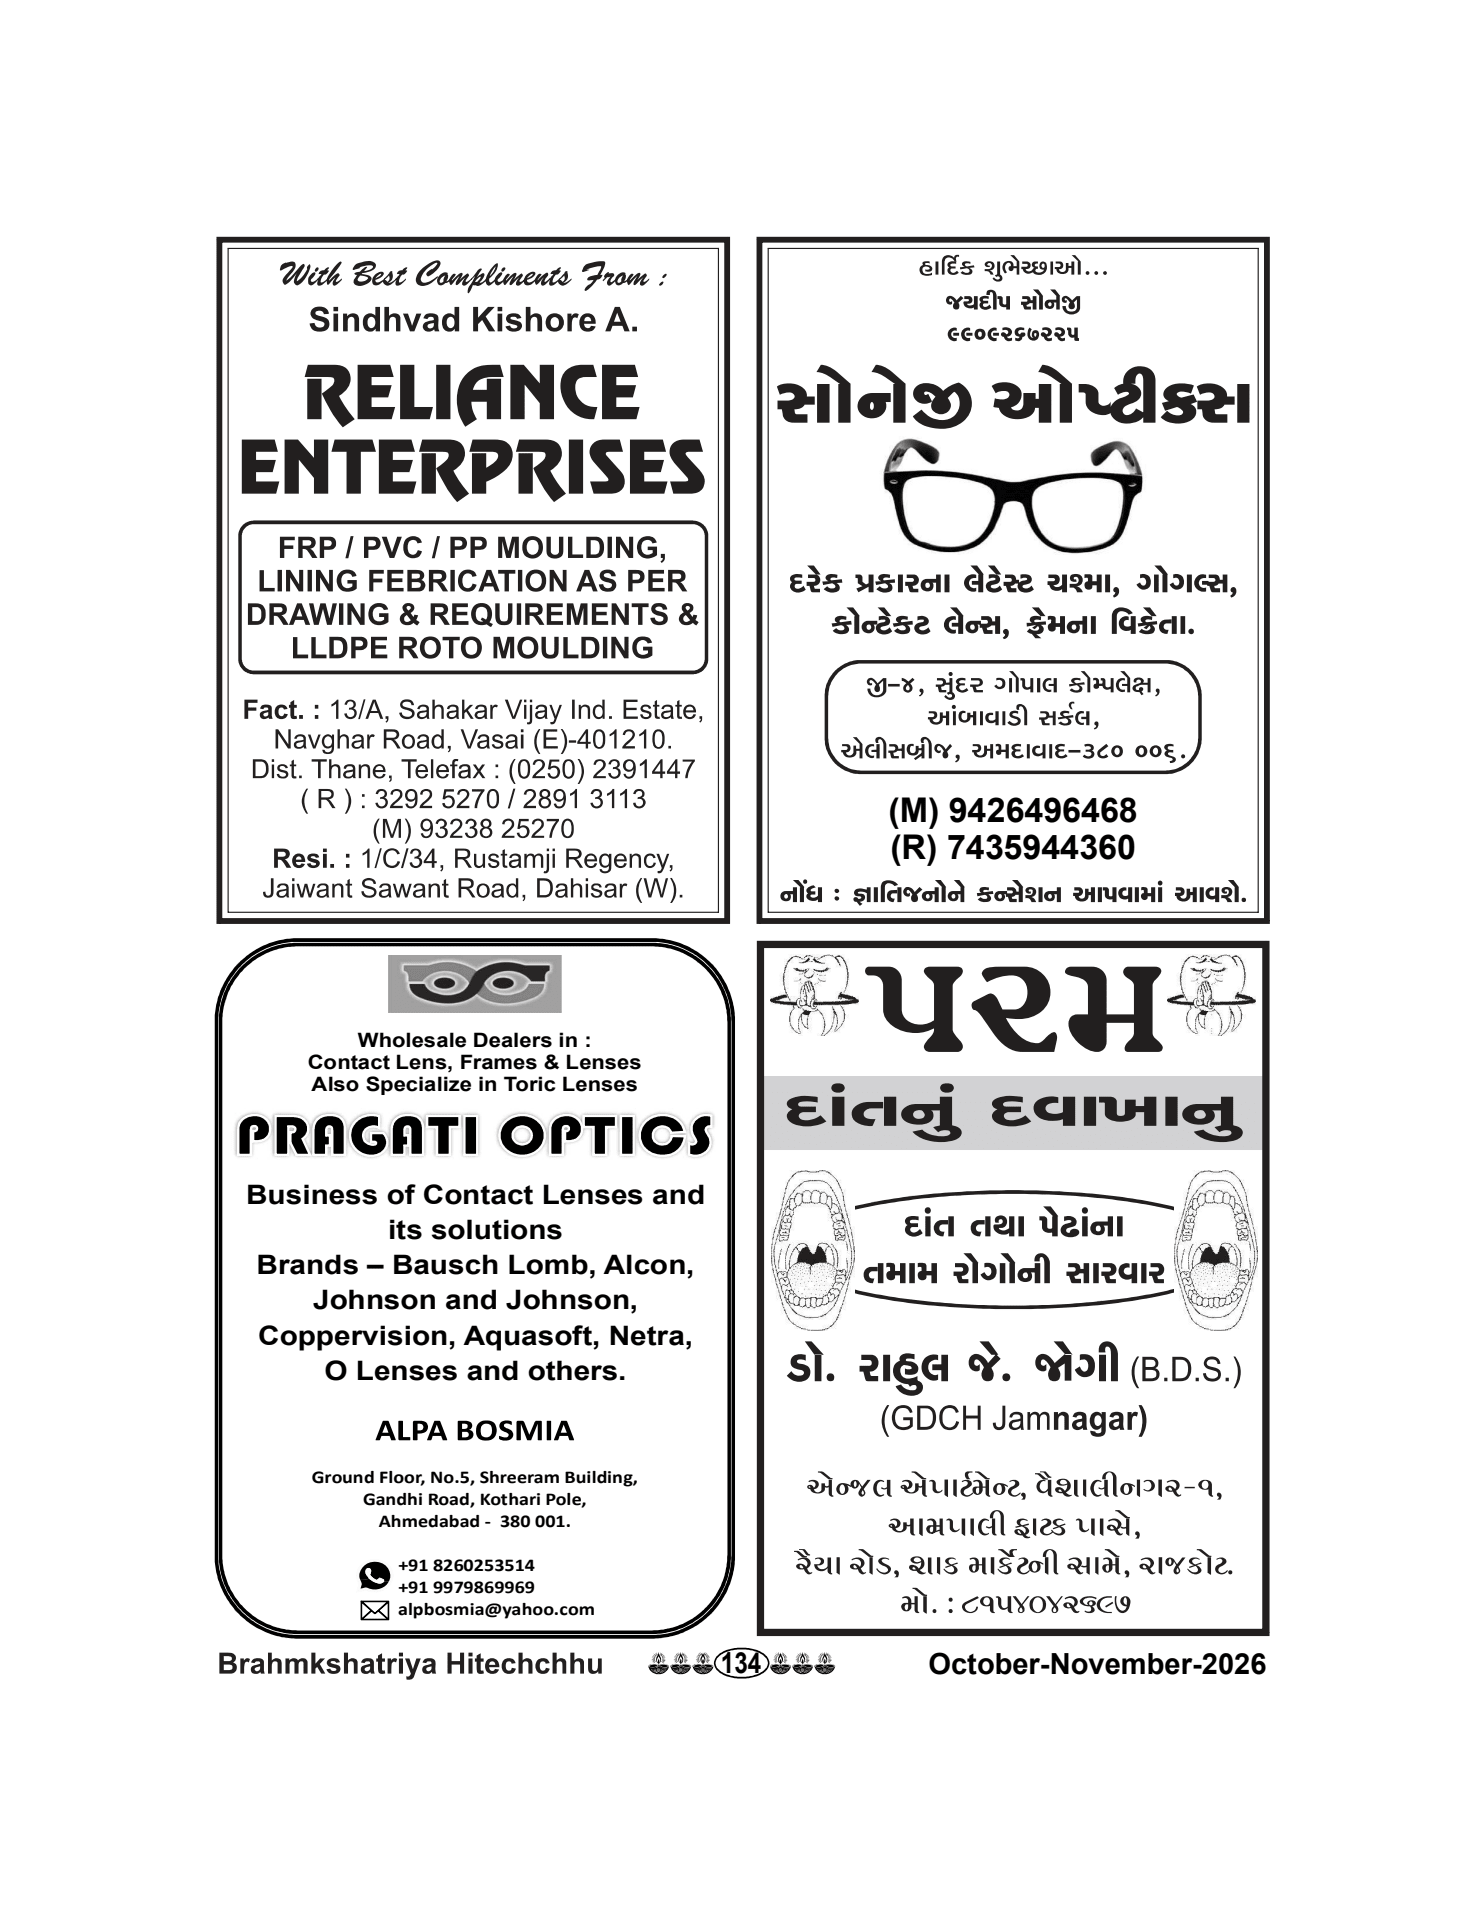 With Best Compliments From :
Sindhvad Kishore A.
RELIANCE
ENTERPRISES
FRP / PVC / PP MOULDING,
LINING FEBRICATION AS PER
DRAWING & REQUIREMENTS &
LLDPE ROTO MOULDING
Fact. : 13/A, Sahakar Vijay Ind. Estate,
Navghar Road, Vasai (E)-401210.
Dist. Thane, Telefax : (0250) 2391447
( R ) : 3292 5270 / 2891 3113
(M) 93238 25270
Resi. : 1/C/34, Rustamji Regency,
Jaiwant Sawant Road, Dahisar (W).
હાર્દિક શુભેચ્છાઓ...
જયદીપ સોનેજી
૯૯૦૯૨૬૭૨૨૫
સોનેજી ઓપ્ટીક્સ
દરેક પ્રકારના લેટેસ્ટ ચશ્મા, ગોગલ્સ,
કોન્ટેકટ લેન્સ, ફ્રેમના વિક્રેતા.
જી-૪, સુંદર ગોપાલ કોમ્પલેક્ષ,
આંબાવાડી સર્કલ,
એલીસબ્રીજ, અમદાવાદ-૩૮૦ ૦૦૬.
(M) 9426496468
(R) 7435944360
નોંધ : જ્ઞાતિજનોને કન્સેશન આપવામાં આવશે.
Wholesale Dealers in :
Contact Lens, Frames & Lenses
Also Specialize in Toric Lenses
PRAGATI OPTICS
Business of Contact Lenses and
its solutions
Brands – Bausch Lomb, Alcon,
Johnson and Johnson,
Coppervision, Aquasoft, Netra,
O Lenses and others.
ALPA BOSMIA
Ground Floor, No.5, Shreeram Building,
Gandhi Road, Kothari Pole,
Ahmedabad - 380 001.
+91 8260253514
+91 9979869969
alpbosmia@yahoo.com
પરમ
દાંતનું દવાખાનુ
દાંત તથા પેઢાંના
તમામ રોગોની સારવાર
ડો. રાહુલ જે. જોગી (B.D.S.)
(GDCH Jamnagar)
એન્જલ એપાર્ટમેન્ટ, વૈશાલીનગર-૧,
આમ્રપાલી ફાટક પાસે,
રૈયા રોડ, શાક માર્કેટની સામે, રાજકોટ.
મો. : ૮૧૫૪૦૪૨૬૯૭
Brahmkshatriya Hitechchhu 134 October-November-2026